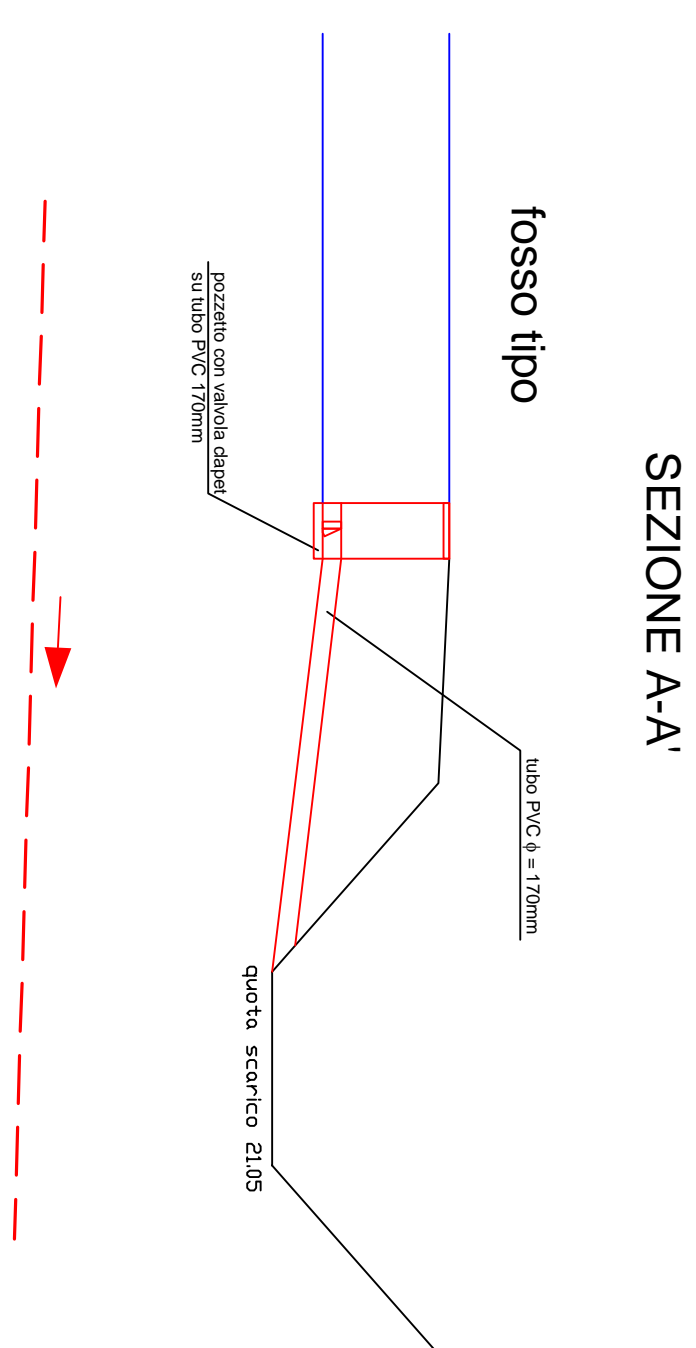 SEZIONE A-A'
fosso tipo
pozzetto con valvola clapet
su tubo PVC 170mm
tubo PVC ϕ = 170mm
quota scarico 21.05